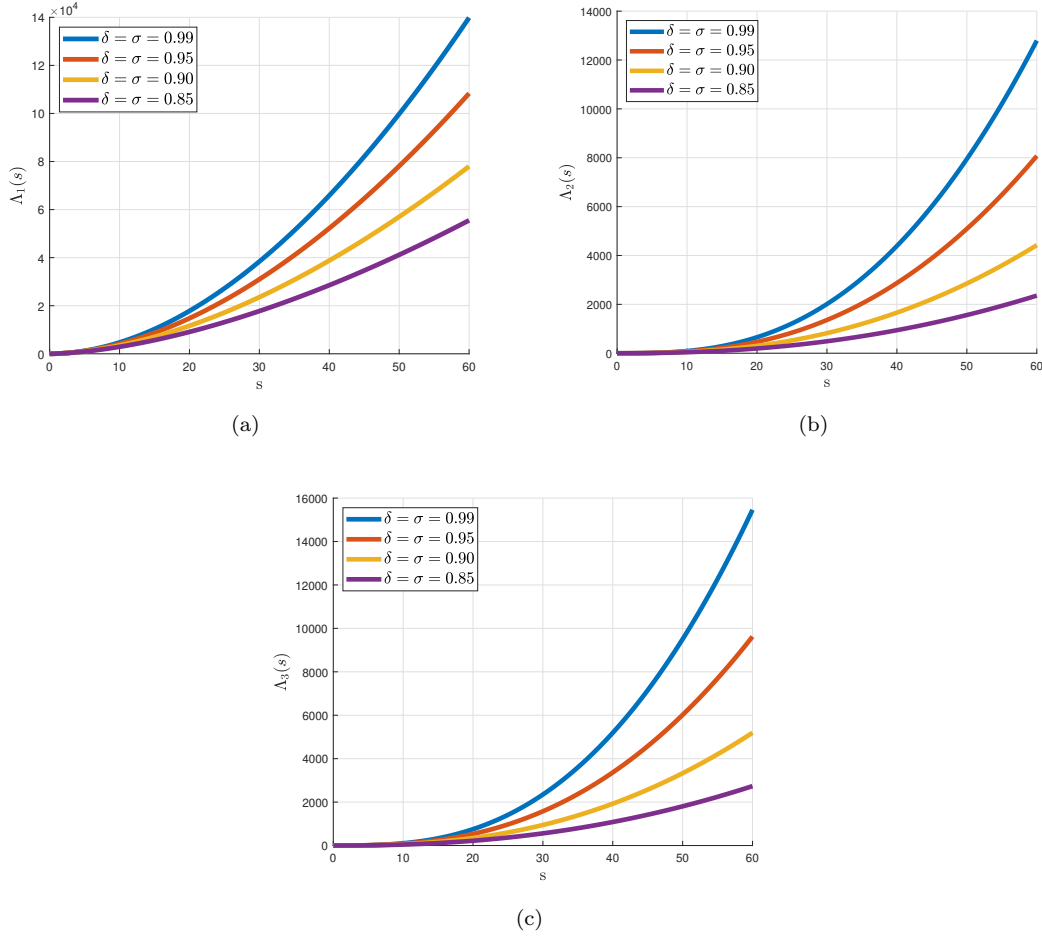 ×10⁴
14
12
10
8
6
4
2
0
Λ₁(s)
δ = σ = 0.99
δ = σ = 0.95
δ = σ = 0.90
δ = σ = 0.85
0 10 20 30 40 50 60
s
(a)
14000
12000
10000
8000
6000
4000
2000
0
Λ₂(s)
δ = σ = 0.99
δ = σ = 0.95
δ = σ = 0.90
δ = σ = 0.85
0 10 20 30 40 50 60
s
(b)
16000
14000
12000
10000
8000
6000
4000
2000
0
Λ₃(s)
δ = σ = 0.99
δ = σ = 0.95
δ = σ = 0.90
δ = σ = 0.85
0 10 20 30 40 50 60
s
(c)